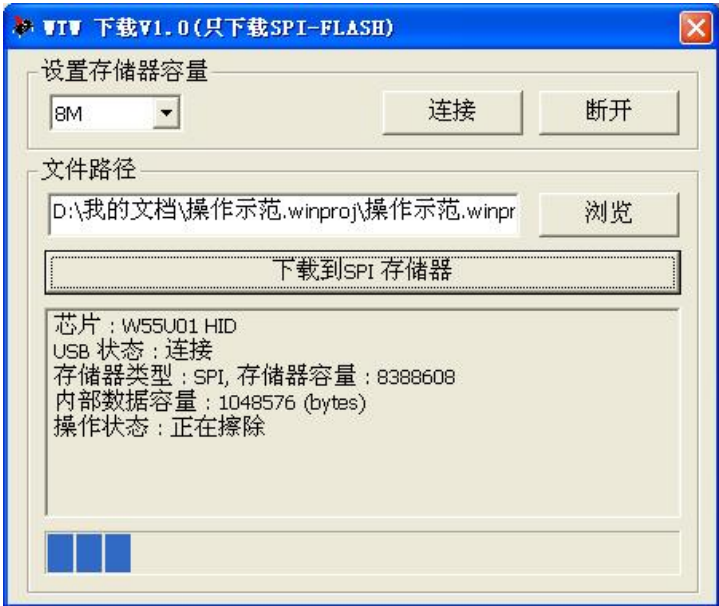 WTW 下载V1.0(只下载SPI-FLASH)
设置存储器容量
8M 连接 断开
文件路径
D:\我的文档\操作示范.winproj\操作示范.winpr 浏览
下载到SPI 存储器
芯片：W55U01 HID
USB 状态：连接
存储器类型：SPI, 存储器容量：8388608
内部数据容量：1048576 (bytes)
操作状态：正在擦除